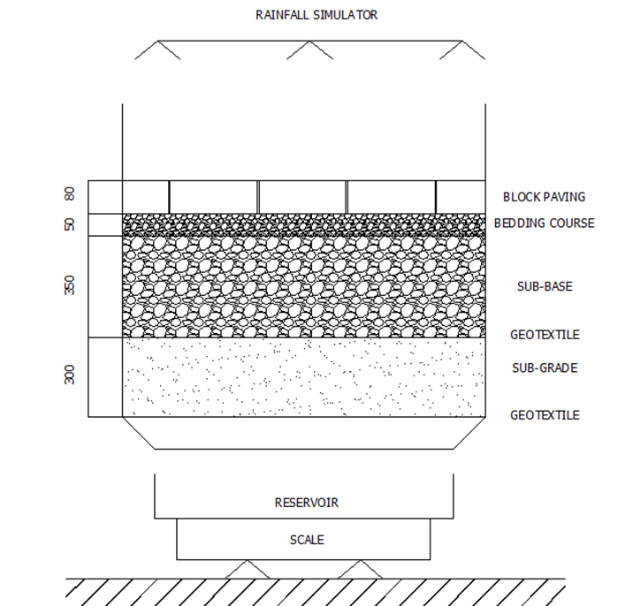 RAINFALL SIMULATOR
80
BLOCK PAVING
50
BEDDING COURSE
350
SUB-BASE
GEOTEXTILE
300
SUB-GRADE
GEOTEXTILE
RESERVOIR
SCALE